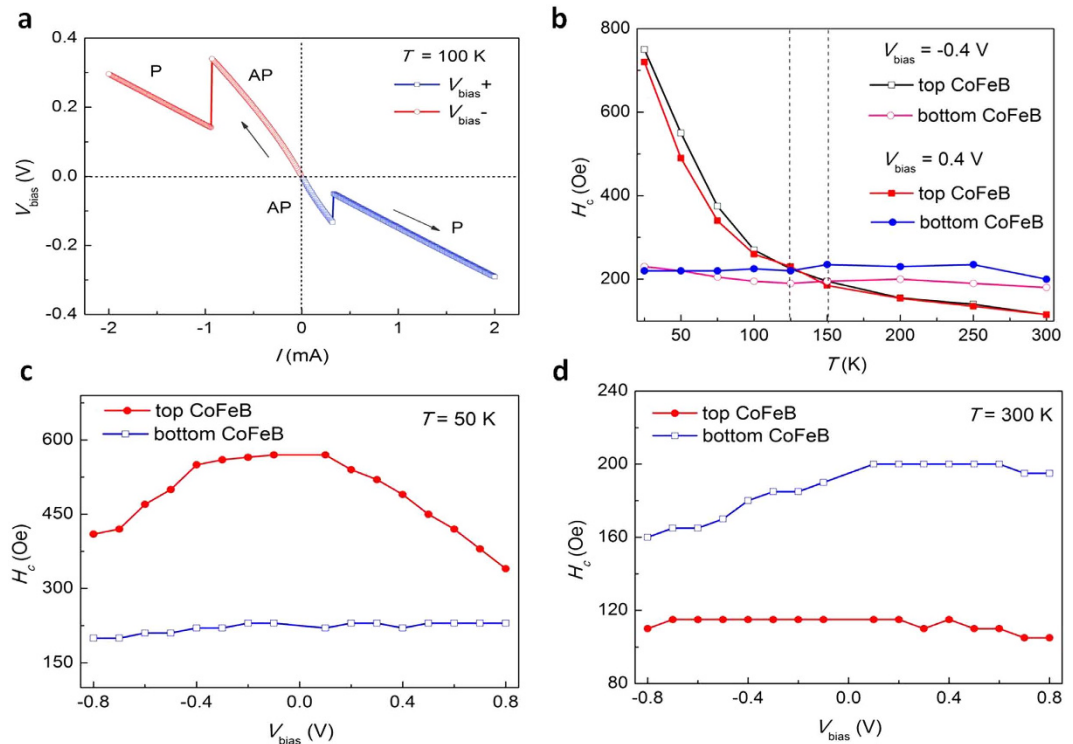 a
T = 100 K
P
AP
Vbias+
Vbias-
AP
P
0.4
0.2
0.0
-0.2
-0.4
Vbias (V)
-2
-1
0
1
2
I (mA)
b
Vbias = -0.4 V
top CoFeB
bottom CoFeB
Vbias = 0.4 V
top CoFeB
bottom CoFeB
800
600
400
200
Hc (Oe)
50
100
150
200
250
300
T (K)
c
top CoFeB
bottom CoFeB
T = 50 K
600
450
300
150
Hc (Oe)
-0.8
-0.4
0.0
0.4
0.8
Vbias (V)
d
top CoFeB
bottom CoFeB
T = 300 K
200
160
120
80
Hc (Oe)
-0.8
-0.4
0.0
0.4
0.8
Vbias (V)